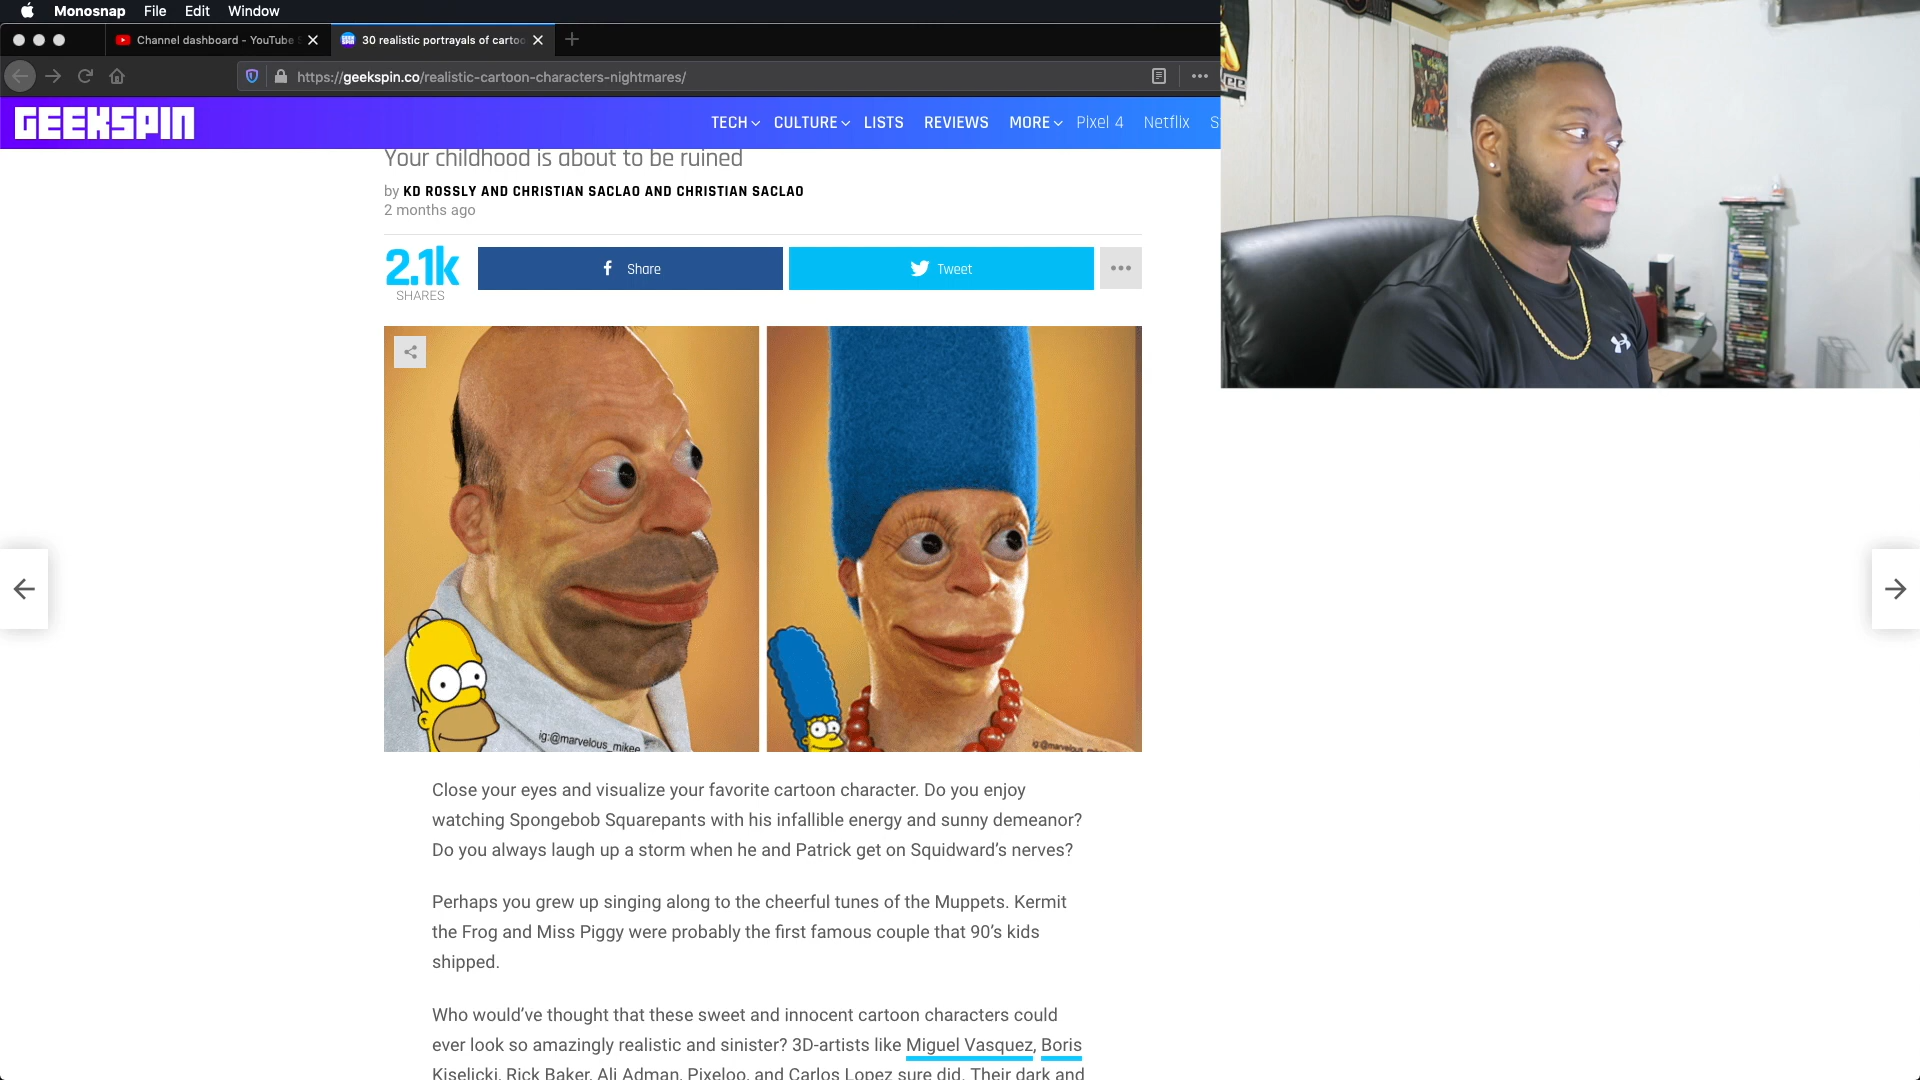 Monosnap File Edit Window
Channel dashboard - YouTube
30 realistic portrayals of cartoo
https://geekspin.co/realistic-cartoon-characters-nightmares/
GEEKSPIN
TECH CULTURE LISTS REVIEWS MORE Pixel 4 Netflix S
Your childhood is about to be ruined
by KD ROSSLY AND CHRISTIAN SACLAO AND CHRISTIAN SACLAO
2 months ago
2.1k
SHARES
Share
Tweet
ig:@marvelous_mikee
Close your eyes and visualize your favorite cartoon character. Do you enjoy
watching Spongebob Squarepants with his infallible energy and sunny demeanor?
Do you always laugh up a storm when he and Patrick get on Squidward's nerves?
Perhaps you grew up singing along to the cheerful tunes of the Muppets. Kermit
the Frog and Miss Piggy were probably the first famous couple that 90's kids
shipped.
Who would've thought that these sweet and innocent cartoon characters could
ever look so amazingly realistic and sinister? 3D-artists like Miguel Vasquez, Boris
Kiselicki, Rick Baker, Ali Adman, Pixeloo, and Carlos Lopez sure did. Their dark and